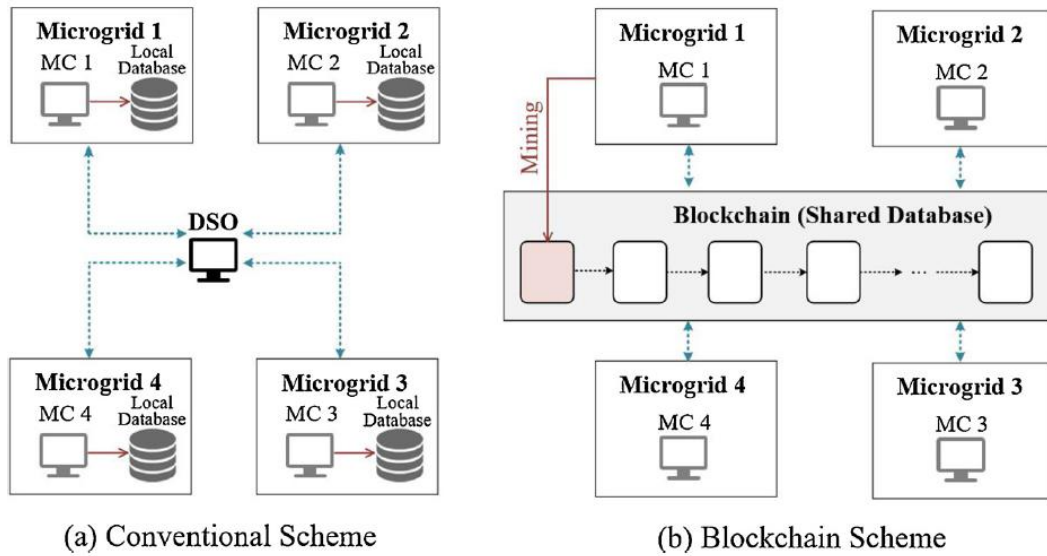 Microgrid 1
MC 1
Local
Database
Microgrid 2
MC 2
Local
Database
DSO
Microgrid 4
MC 4
Local
Database
Microgrid 3
MC 3
Local
Database
(a) Conventional Scheme
Microgrid 1
MC 1
Microgrid 2
MC 2
Mining
Blockchain (Shared Database)
...
Microgrid 4
MC 4
Microgrid 3
MC 3
(b) Blockchain Scheme